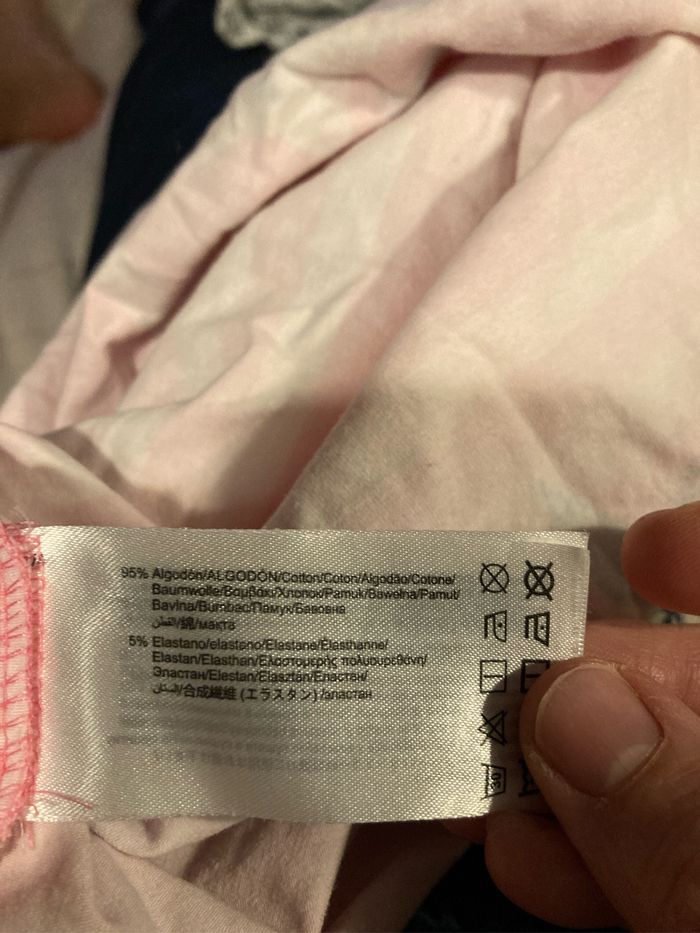 95% Algodón/ALGODÓN/Cotton/Coton/Algodão/Cotone/
Baumwolle/Βαμβάκι/Хлопок/Pamuk/Bawełna/Pamut/
Bavlna/Bumbac/Памук/Бавовна
القطن/綿/мақта
5% Elastano/elastano/Elastane/Élasthanne/
Elastan/Elasthan/Ελαστομερής πολυουρεθάνη/
Эластан/Elestan/Elasztán/Еластан/
/合成繊維 (エラスタン) /эластан